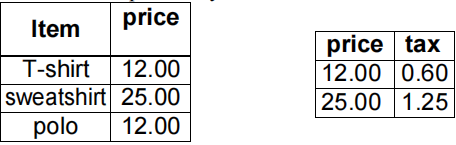 Item price
T-shirt 12.00
sweatshirt 25.00
polo 12.00
price tax
12.00 0.60
25.00 1.25